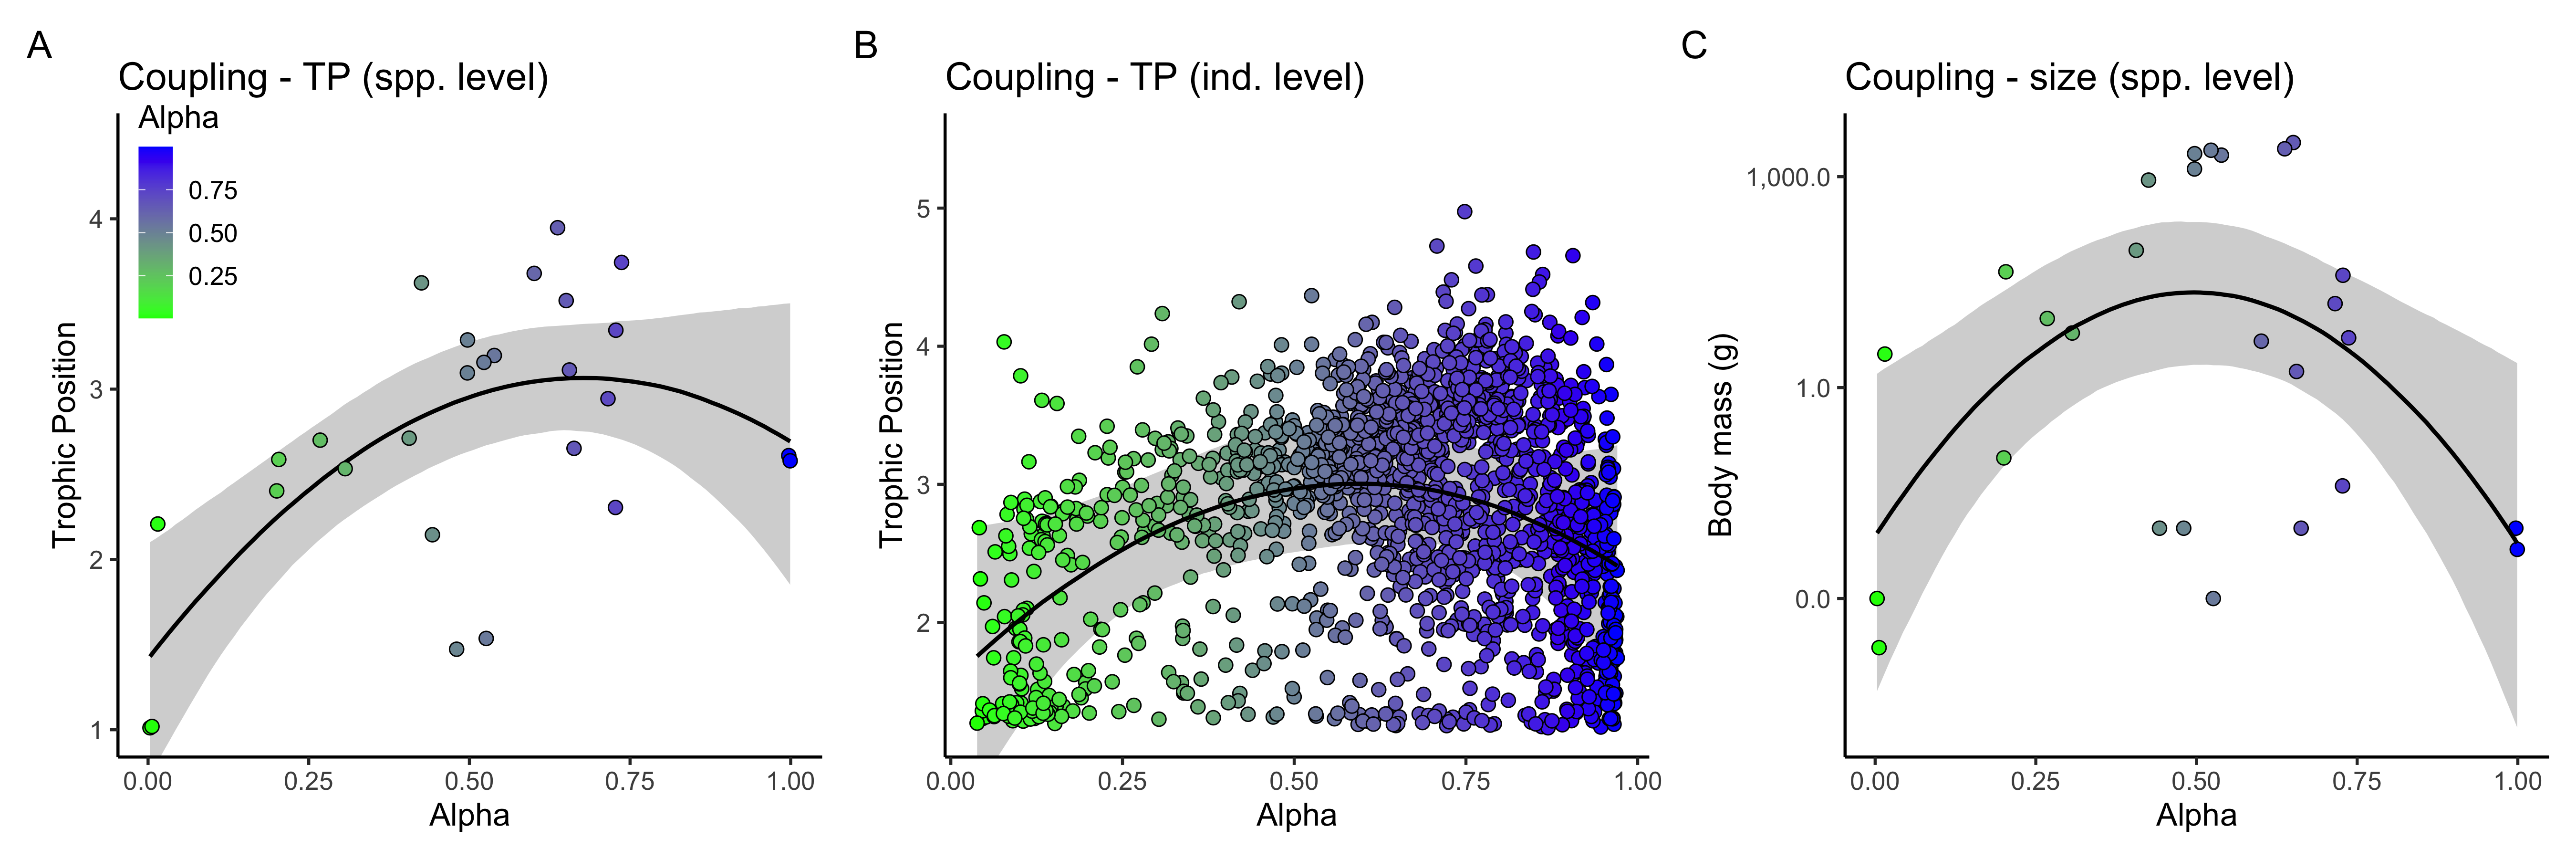 A
Coupling - TP (spp. level)
Alpha
0.75
0.50
0.25
4
3
2
1
Trophic Position
0.00 0.25 0.50 0.75 1.00
Alpha
B
Coupling - TP (ind. level)
5
4
3
2
Trophic Position
0.00 0.25 0.50 0.75 1.00
Alpha
C
Coupling - size (spp. level)
1,000.0
1.0
0.0
Body mass (g)
0.00 0.25 0.50 0.75 1.00
Alpha